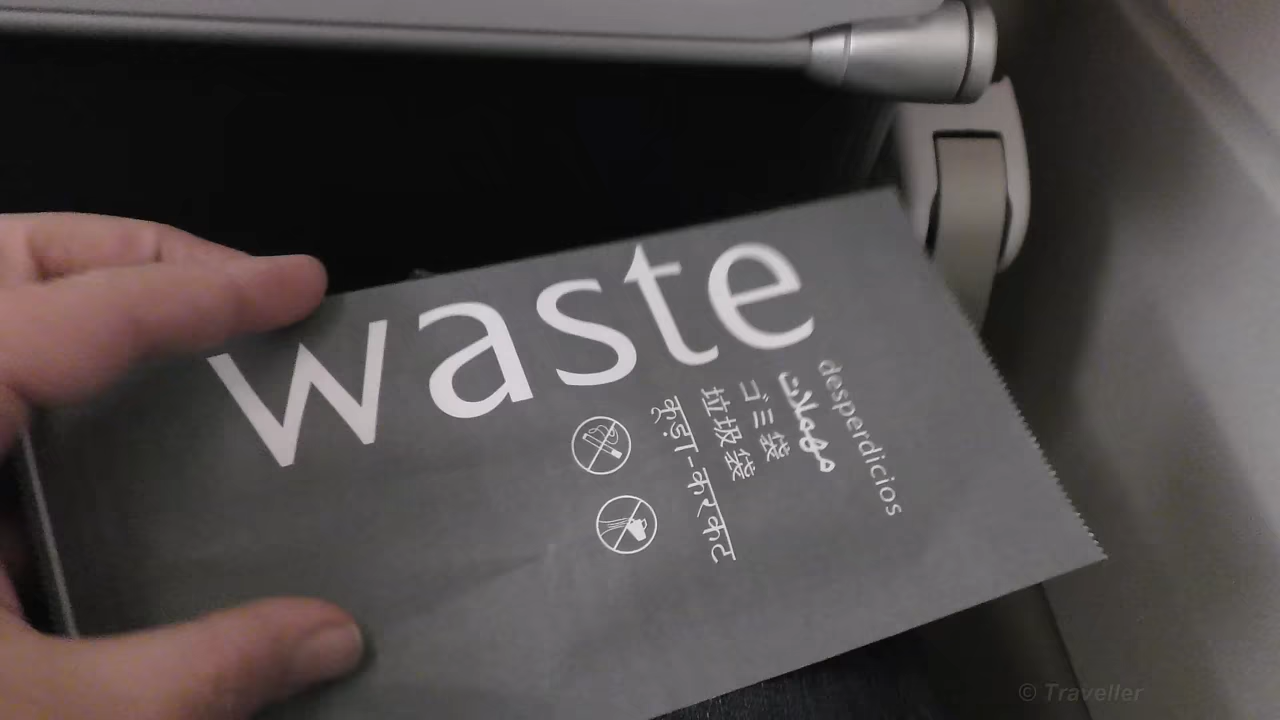 waste
desperdicios
مهملات
ゴミ袋
垃圾袋
कूड़ा-करकट
© Traveller